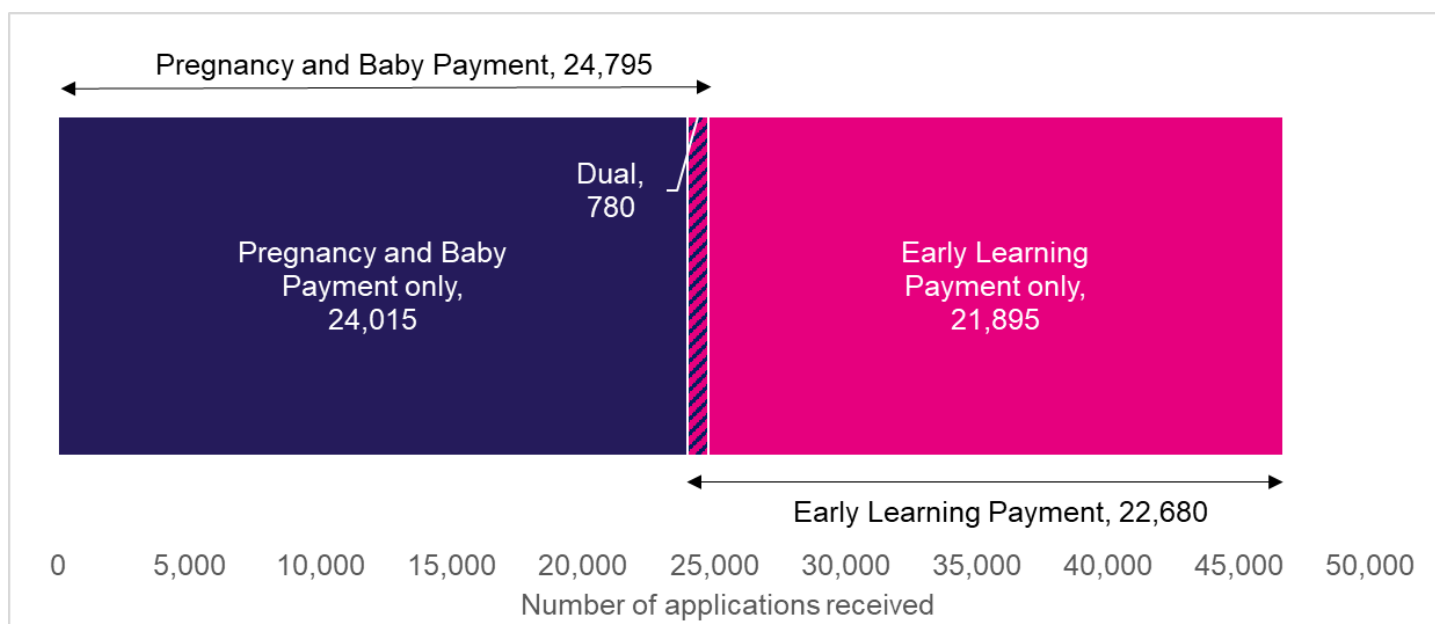 Pregnancy and Baby Payment, 24,795
Dual,
780
Pregnancy and Baby
Payment only,
24,015
Early Learning
Payment only,
21,895
Early Learning Payment, 22,680
0 5,000 10,000 15,000 20,000 25,000 30,000 35,000 40,000 45,000 50,000
Number of applications received